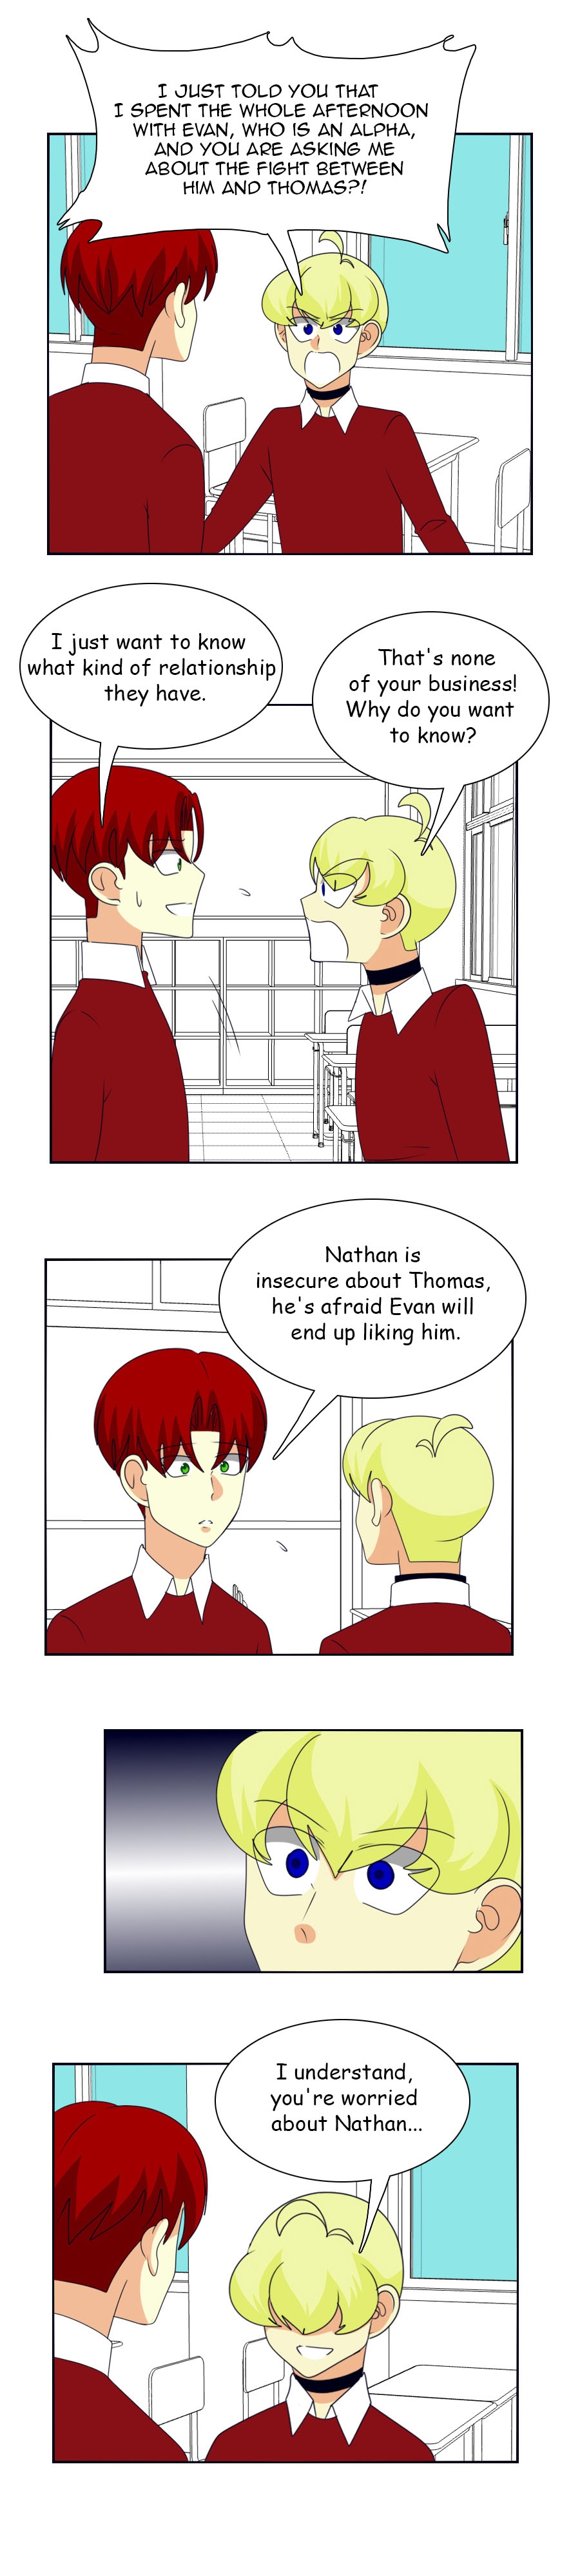 I JUST TOLD YOU THAT
I SPENT THE WHOLE AFTERNOON
WITH EVAN, WHO IS AN ALPHA,
AND YOU ARE ASKING ME
ABOUT THE FIGHT BETWEEN
HIM AND THOMAS?!
I just want to know
what kind of relationship
they have.
That's none
of your business!
Why do you want
to know?
Nathan is
insecure about Thomas,
he's afraid Evan will
end up liking him.
I understand,
you're worried
about Nathan...